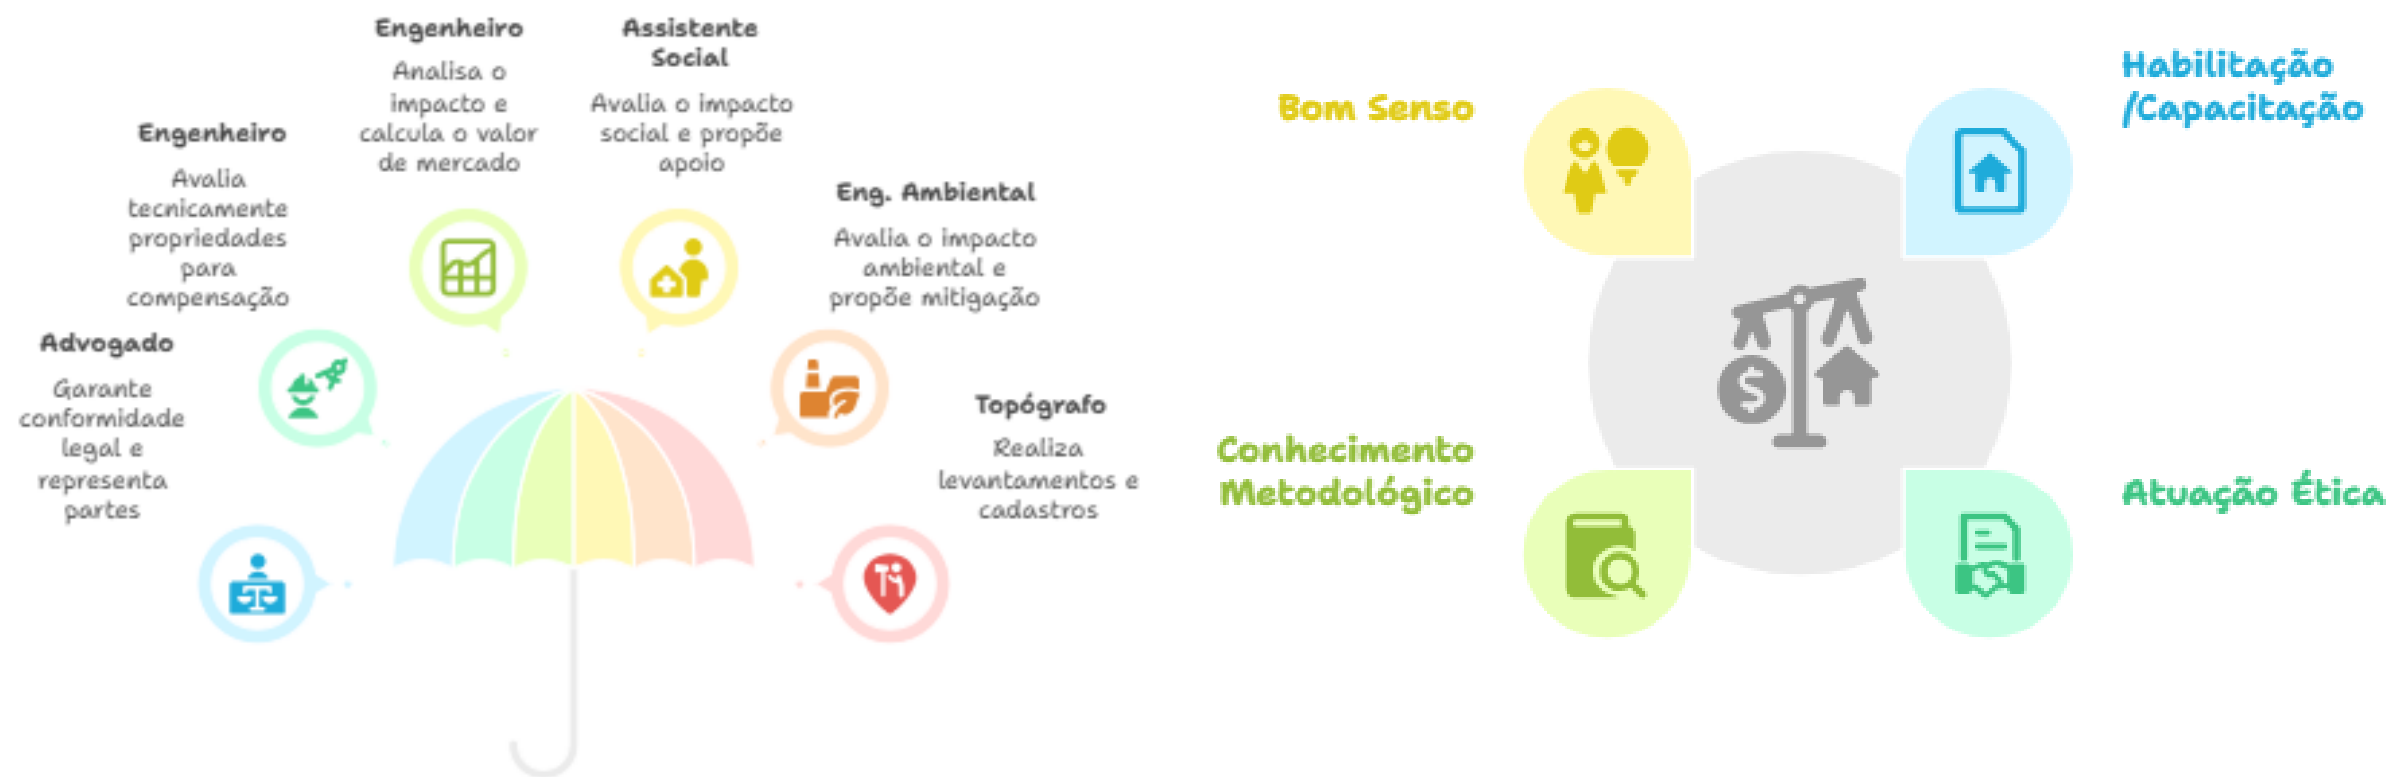 Advogado
Garante
conformidade
legal e
representa
partes
Engenheiro
Avalia
tecnicamente
propriedades
para
compensação
Engenheiro
Analisa o
impacto e
calcula o valor
de mercado
Assistente
Social
Avalia o impacto
social e propõe
apoio
Eng. Ambiental
Avalia o impacto
ambiental e
propõe mitigação
Topógrafo
Realiza
levantamentos e
cadastros
Bom Senso
Habilitação
/Capacitação
Conhecimento
Metodológico
Atuação Ética
$